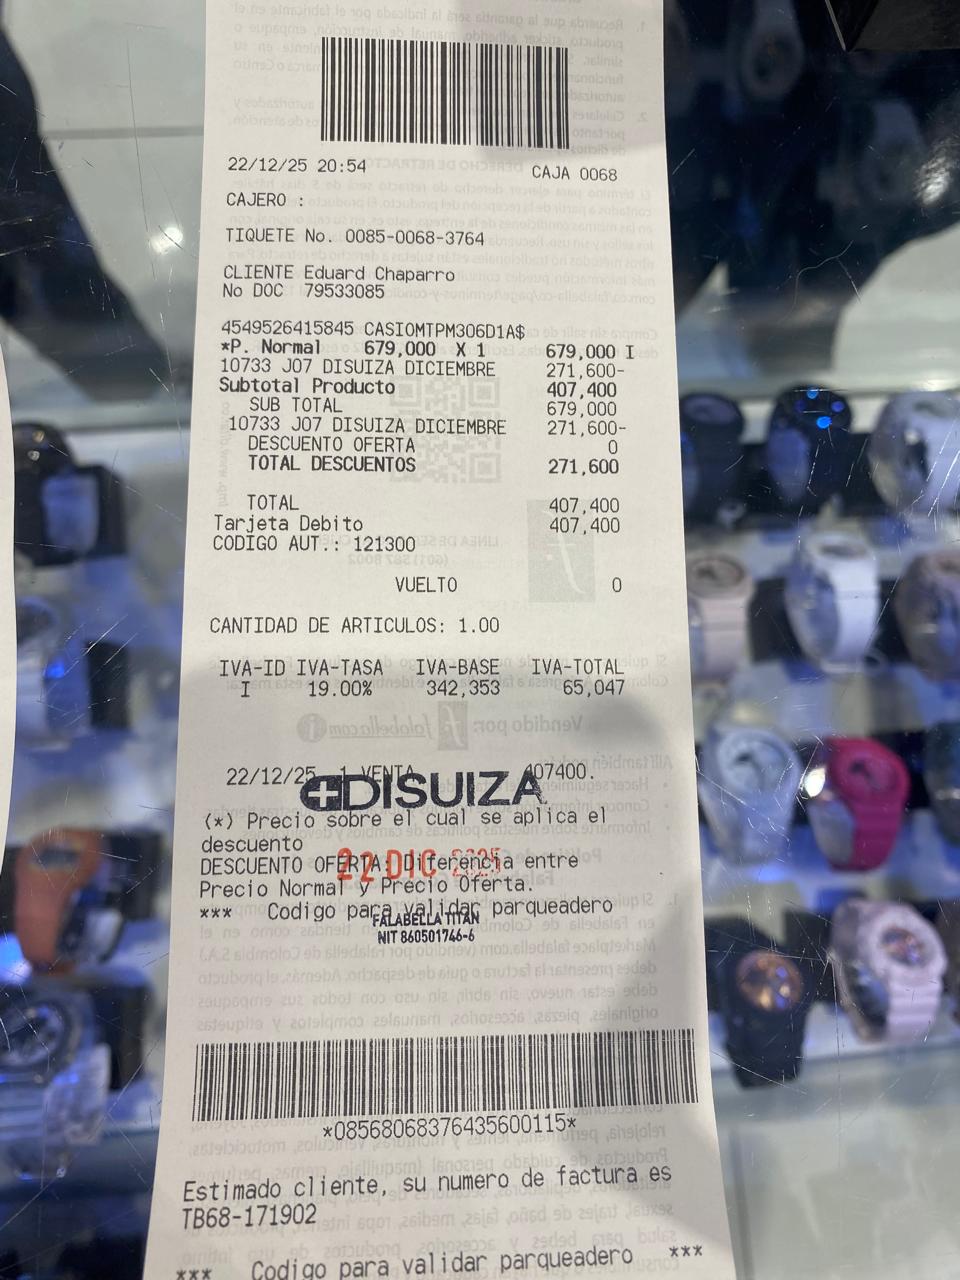 22/12/25 20:54 CAJA 0068
CAJERO :
TIQUETE No. 0085-0068-3764
CLIENTE Eduard Chaparro
No DOC 79533085
4549526415845 CASIOMTPM306D1A$
*P. Normal 679,000 X 1 679,000 I
10733 J07 DISUIZA DICIEMBRE 271,600-
Subtotal Producto 407,400
SUB TOTAL 679,000
10733 J07 DISUIZA DICIEMBRE 271,600-
DESCUENTO OFERTA 0
TOTAL DESCUENTOS 271,600
TOTAL 407,400
Tarjeta Debito 407,400
CODIGO AUT.: 121300
VUELTO 0
CANTIDAD DE ARTICULOS: 1.00
IVA-ID IVA-TASA IVA-BASE IVA-TOTAL
I 19.00% 342,353 65,047
22/12/25 1 VENTA 407400.
DISUIZA
(*) Precio sobre el cual se aplica el
descuento
22 DIC 2025
DESCUENTO OFERTA: Diferencia entre
Precio Normal y Precio Oferta.
*** Codigo para validar parqueadero
FALABELLA TITAN
NIT 860501746-6
*08568068376435600115*
Estimado cliente, su numero de factura es
TB68-171902
*** Codigo para validar parqueadero ***